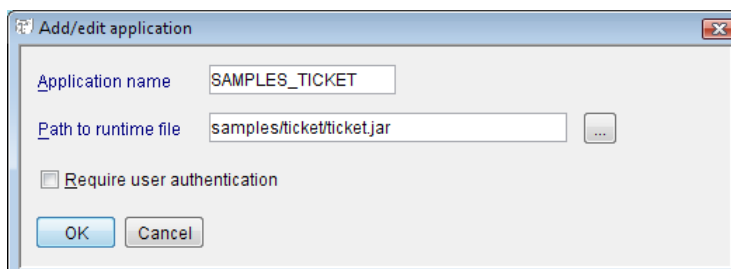 Add/edit application
Application name SAMPLES_TICKET
Path to runtime file samples/ticket/ticket.jar ...
Require user authentication
OK Cancel